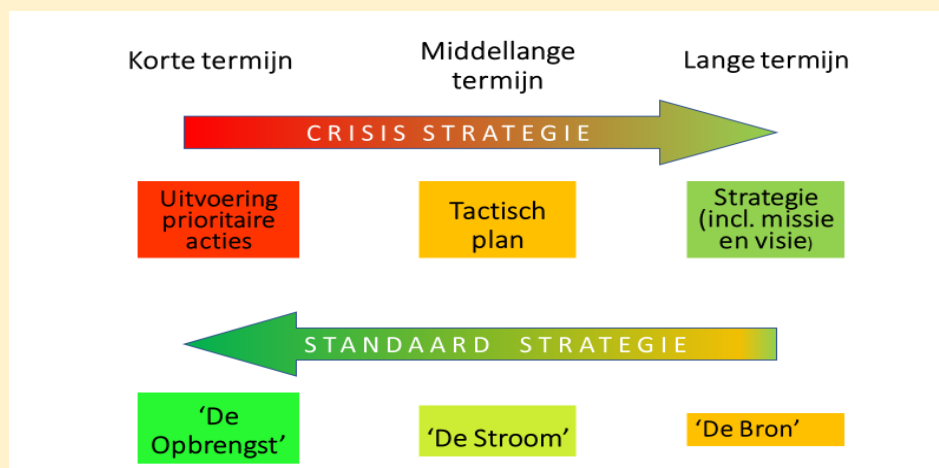 Korte termijn
Middellange
termijn
Lange termijn
CRISIS STRATEGIE
Uitvoering
prioritaire
acties
Tactisch
plan
Strategie
(incl. missie
en visie)
STANDAARD STRATEGIE
‘De
Opbrengst’
‘De Stroom’
‘De Bron’